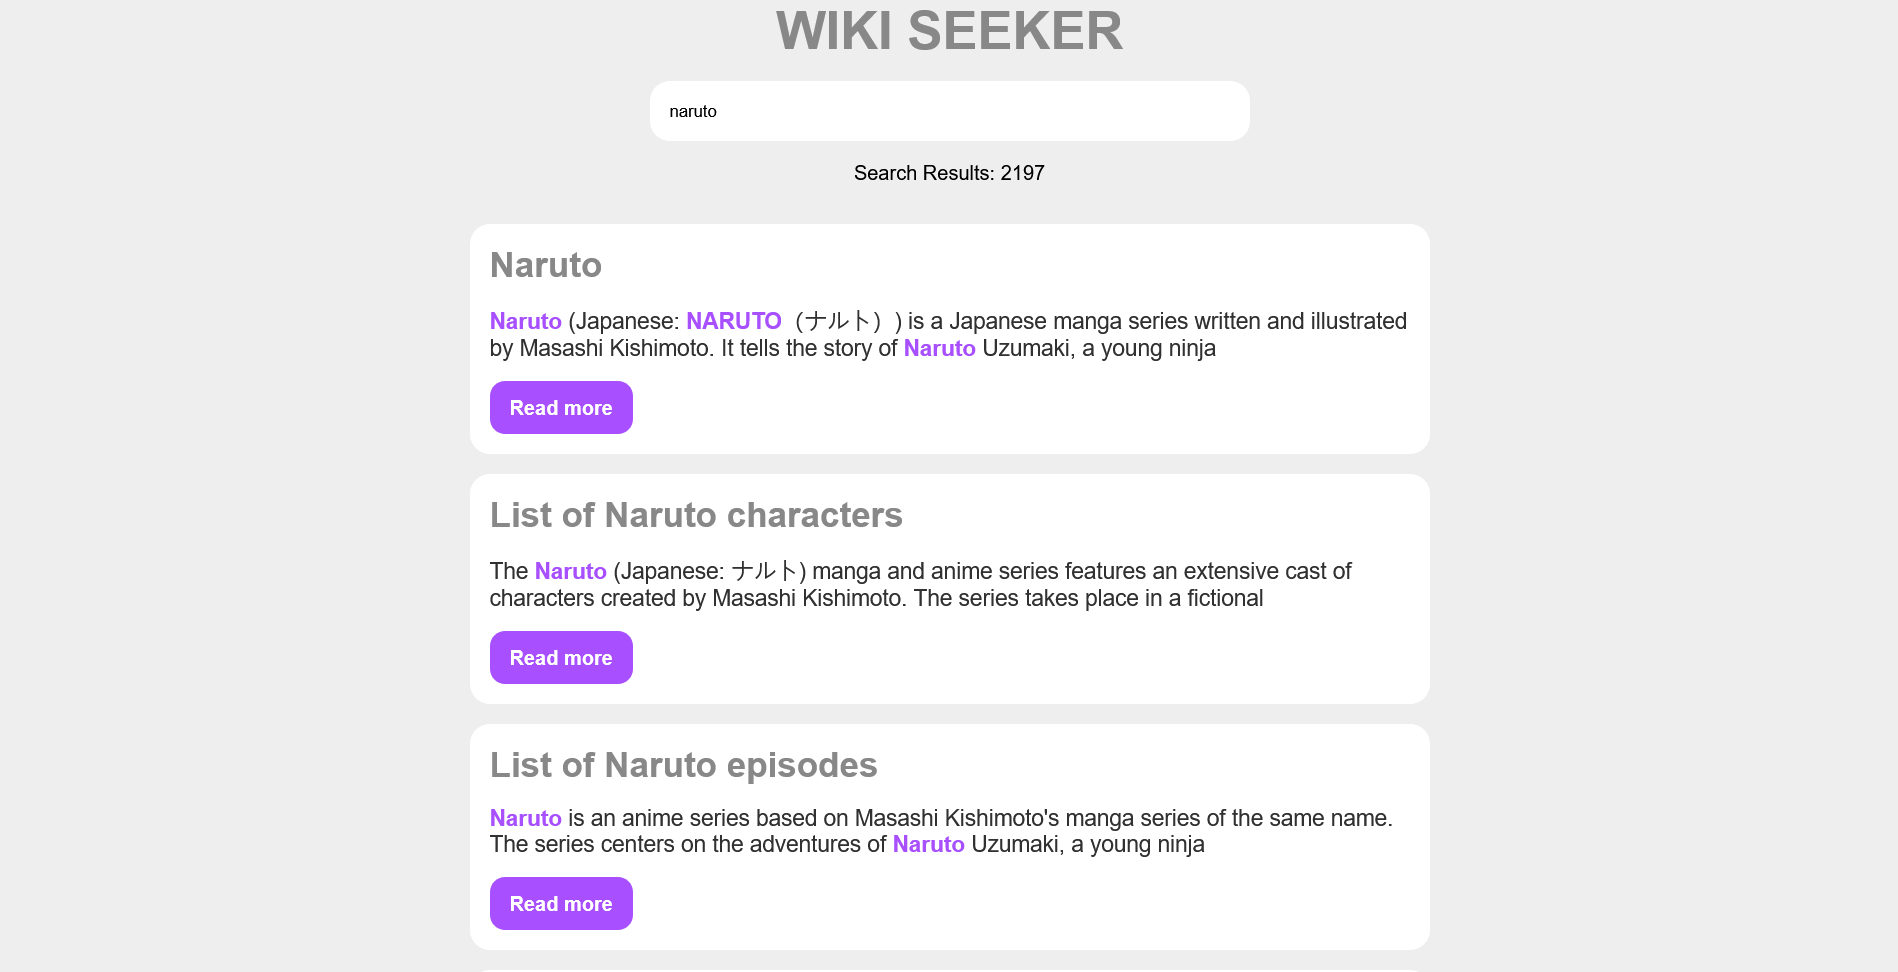 WIKI SEEKER
naruto
Search Results: 2197
Naruto
Naruto (Japanese: NARUTO（ナルト）) is a Japanese manga series written and illustrated
by Masashi Kishimoto. It tells the story of Naruto Uzumaki, a young ninja
Read more
List of Naruto characters
The Naruto (Japanese: ナルト) manga and anime series features an extensive cast of
characters created by Masashi Kishimoto. The series takes place in a fictional
Read more
List of Naruto episodes
Naruto is an anime series based on Masashi Kishimoto's manga series of the same name.
The series centers on the adventures of Naruto Uzumaki, a young ninja
Read more